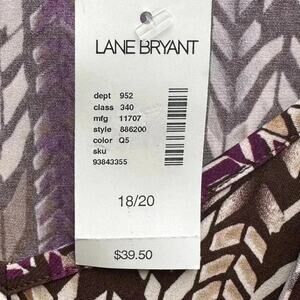 LANE BRYANT
dept 952
class 340
mfg 11707
style 886200
color Q5
sku
93843355
18/20
$39.50